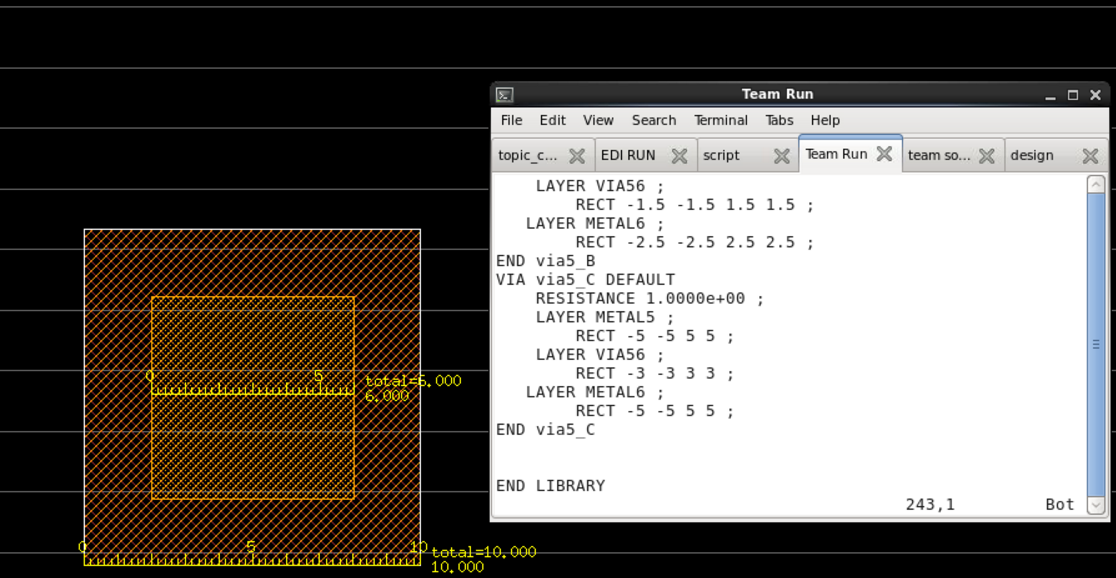 Team Run
File Edit View Search Terminal Tabs Help
topic_c... EDI RUN script Team Run team so... design
LAYER VIA56 ;
RECT -1.5 -1.5 1.5 1.5 ;
LAYER METAL6 ;
RECT -2.5 -2.5 2.5 2.5 ;
END via5_B
VIA via5_C DEFAULT
RESISTANCE 1.0000e+00 ;
LAYER METAL5 ;
RECT -5 -5 5 5 ;
LAYER VIA56 ;
RECT -3 -3 3 3 ;
LAYER METAL6 ;
RECT -5 -5 5 5 ;
END via5_C
END LIBRARY
243,1 Bot
0 5 total=6.000
6.000
0 5 10 total=10.000
10.000